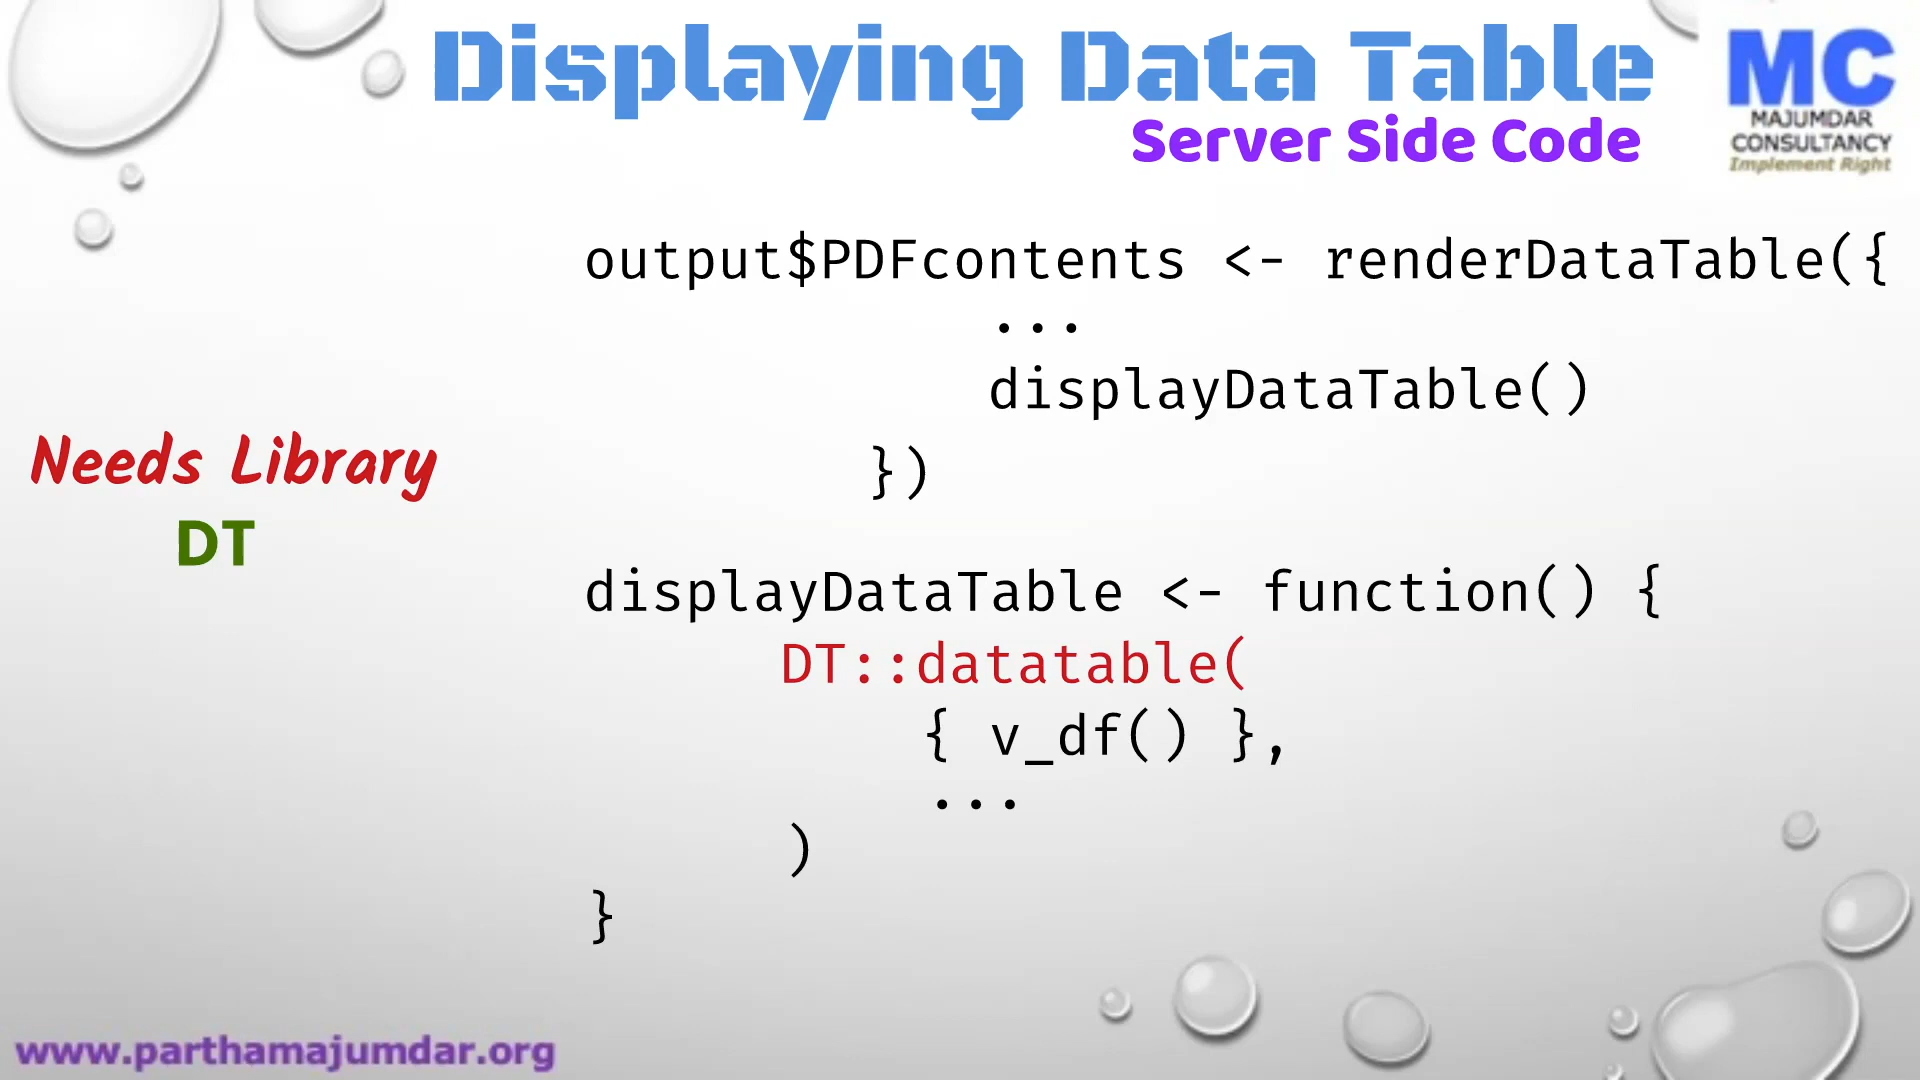 Displaying Data Table
Server Side Code
MC
MAJUMDAR
CONSULTANCY
Implement Right
output$PDFcontents <- renderDataTable({
...
displayDataTable()
})
Needs Library
DT
displayDataTable <- function() {
DT::datatable(
{ v_df() },
...
)
}
www.parthamajumdar.org